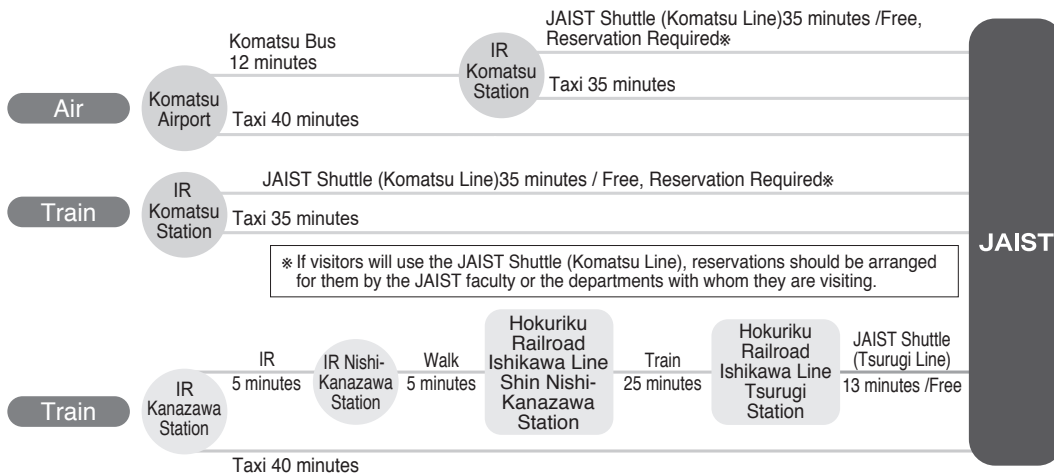 Air
Komatsu
Airport
Komatsu Bus
12 minutes
IR
Komatsu
Station
JAIST Shuttle (Komatsu Line)35 minutes /Free,
Reservation Required※
Taxi 35 minutes
Taxi 40 minutes
Train
IR
Komatsu
Station
JAIST Shuttle (Komatsu Line)35 minutes / Free, Reservation Required※
Taxi 35 minutes
JAIST
※ If visitors will use the JAIST Shuttle (Komatsu Line), reservations should be arranged
for them by the JAIST faculty or the departments with whom they are visiting.
Train
IR
Kanazawa
Station
IR
5 minutes
IR Nishi-
Kanazawa
Station
Walk
5 minutes
Hokuriku
Railroad
Ishikawa Line
Shin Nishi-
Kanazawa
Station
Train
25 minutes
Hokuriku
Railroad
Ishikawa Line
Tsurugi
Station
JAIST Shuttle
(Tsurugi Line)
13 minutes /Free
Taxi 40 minutes